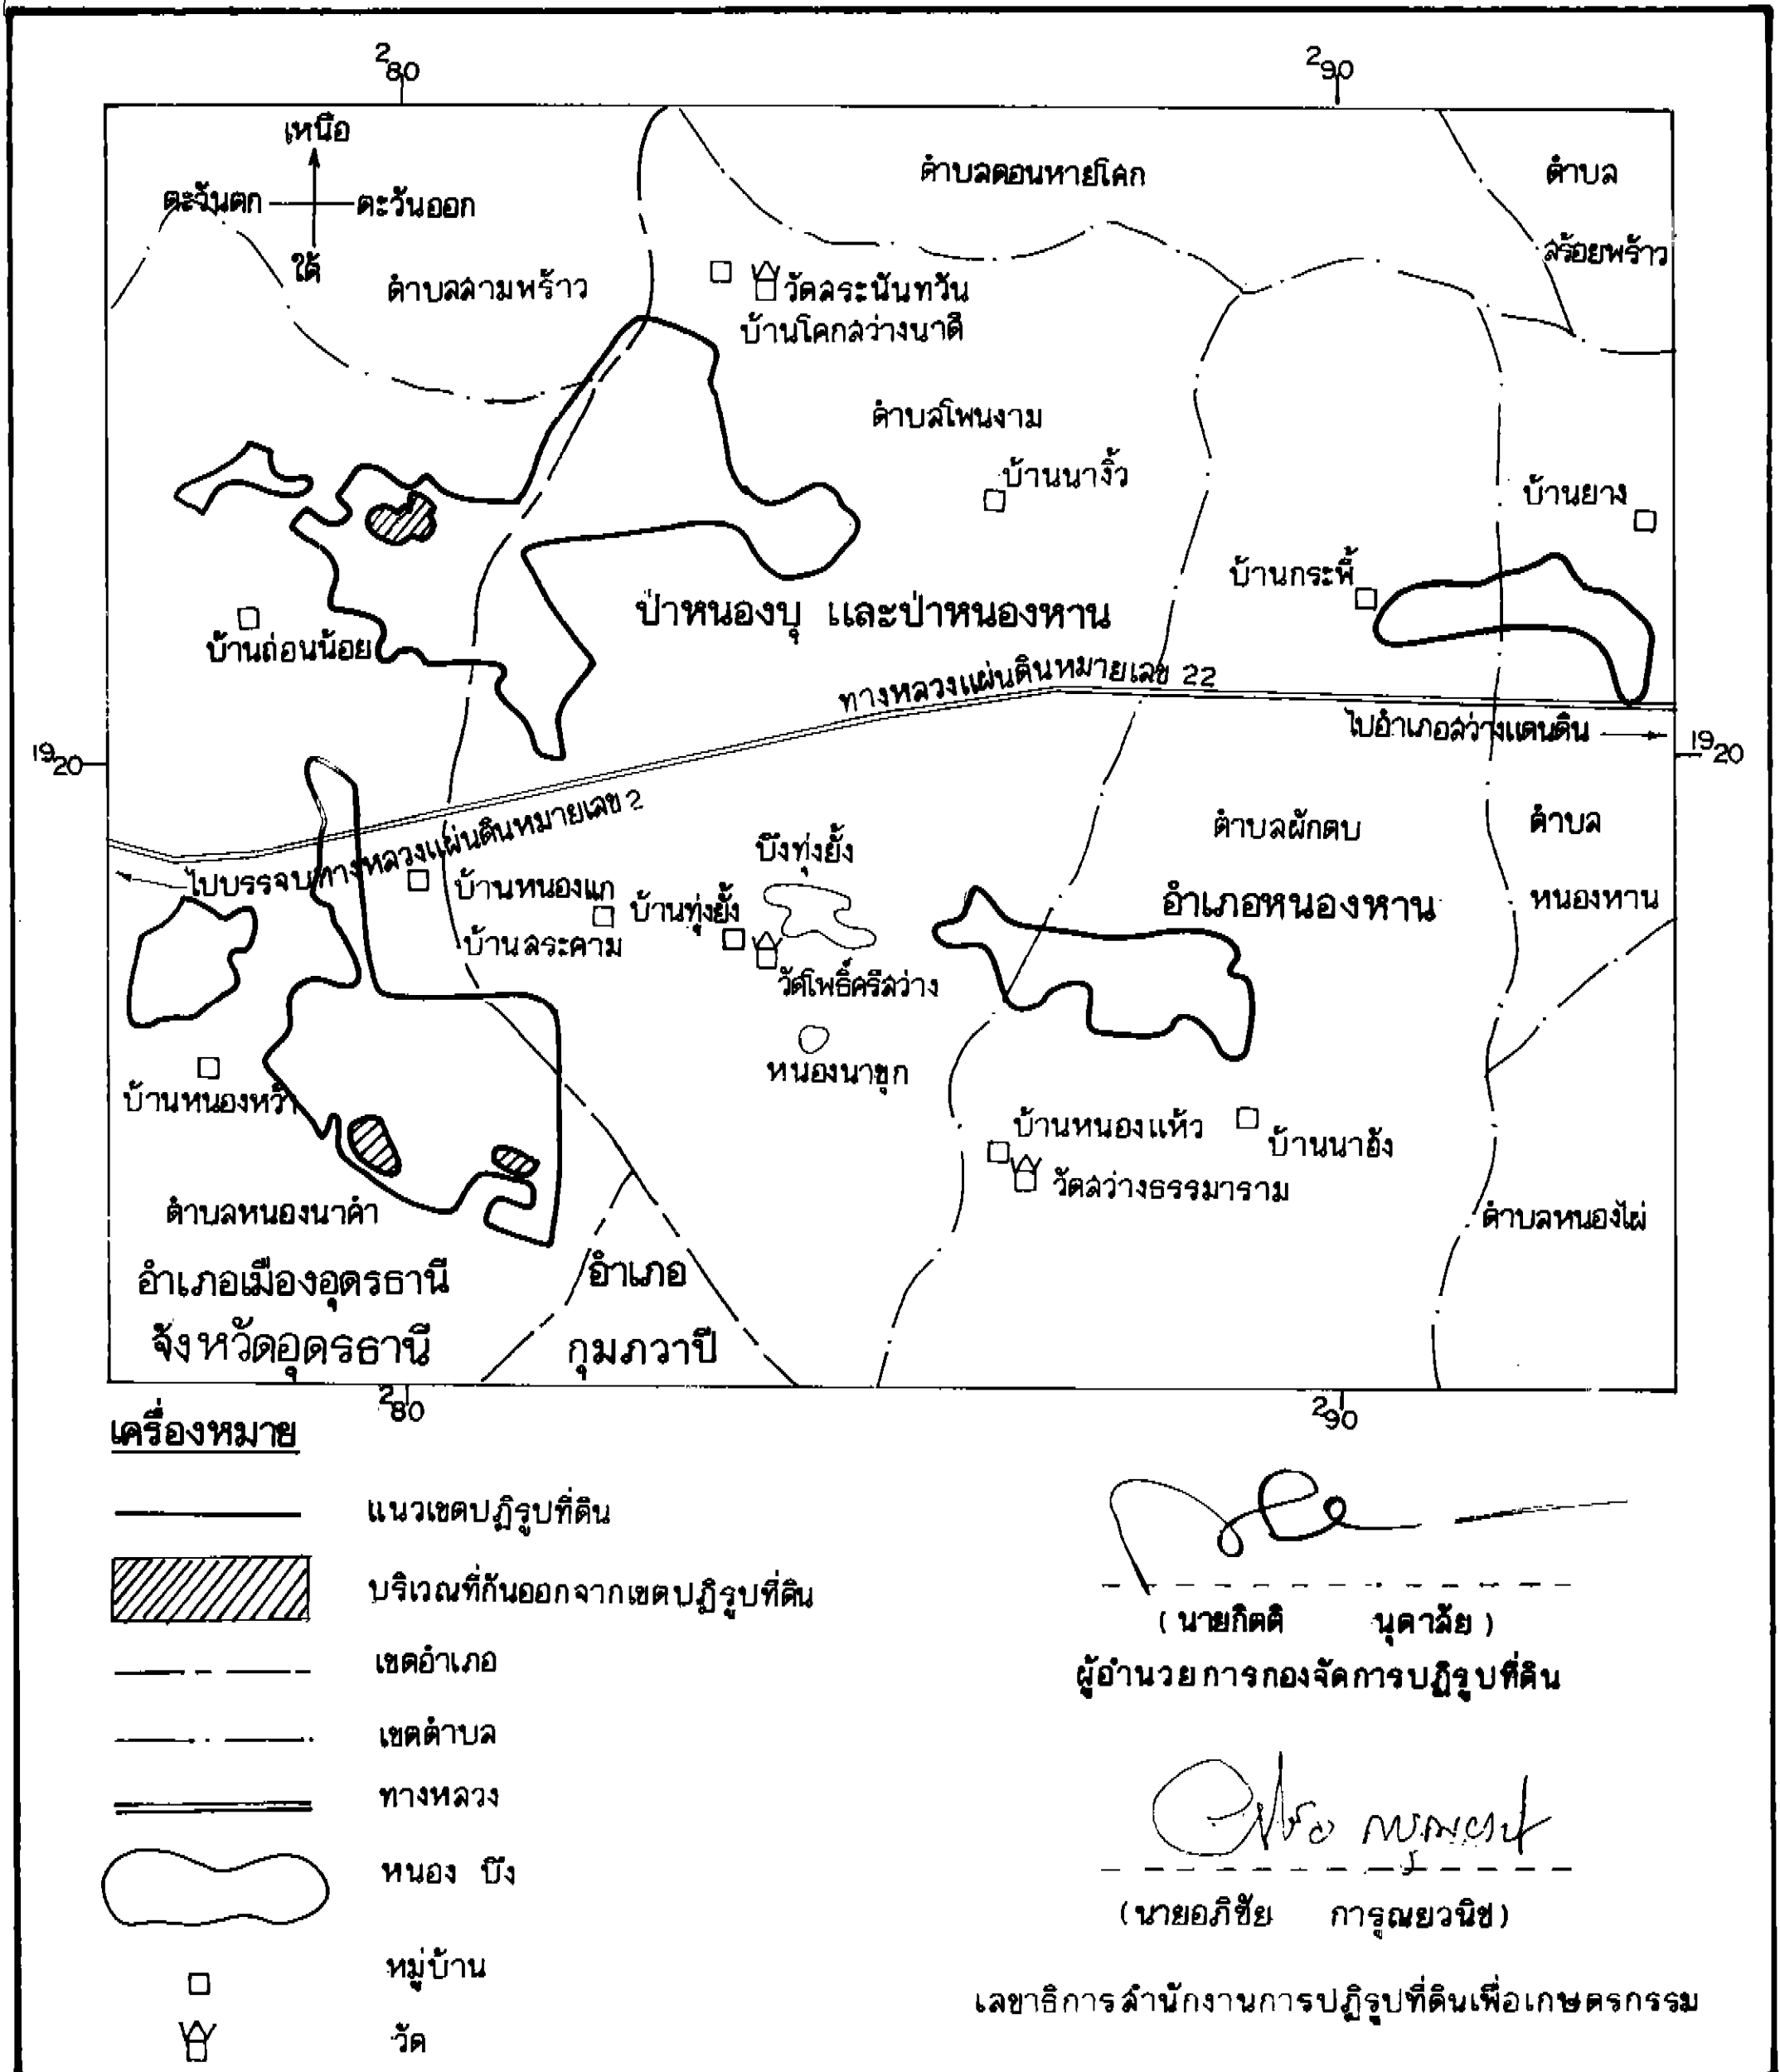 280 290
เหนือ
ตะวันตก ตะวันออก
ใต้
ตำบลดอนหายโศก
ตำบล
สร้อยพร้าว
ตำบลสามพร้าว
วัดสระนันทวัน
บ้านโคกสว่างนาดี
ตำบลโพนงาม
บ้านนางิ้ว
บ้านยาง
บ้านกระพี้
ป่าหนองบุ และป่าหนองหาน
บ้านถ่อนน้อย
ทางหลวงแผ่นดินหมายเลข 22
ไปอำเภอสว่างแดนดิน
1920 1920
ไปบรรจบทางหลวงแผ่นดินหมายเลข 2
บึงทุ่งยั้ง
ตำบลผักตบ
ตำบล
หนองหาน
บ้านหนองแก
บ้านทุ่งยั้ง
อำเภอหนองหาน
บ้านสระคาม
วัดโพธิ์ศรีสว่าง
หนองนาฮุก
บ้านหนองหว้า
บ้านหนองแห้ว
บ้านนาฮัง
วัดสว่างธรรมาราม
ตำบลหนองนาคำ
ตำบลหนองไผ่
อำเภอเมืองอุดรธานี
อำเภอ
จังหวัดอุดรธานี
กุมภวาปี
280 290
เครื่องหมาย
แนวเขตปฏิรูปที่ดิน
บริเวณที่กันออกจากเขตปฏิรูปที่ดิน
เขตอำเภอ
เขตตำบล
ทางหลวง
หนอง บึง
หมู่บ้าน
วัด
(นายกิตติ นุดาลัย)
ผู้อำนวยการกองจัดการปฏิรูปที่ดิน
(นายอภิชัย การุณยวนิช)
เลขาธิการสำนักงานการปฏิรูปที่ดินเพื่อเกษตรกรรม